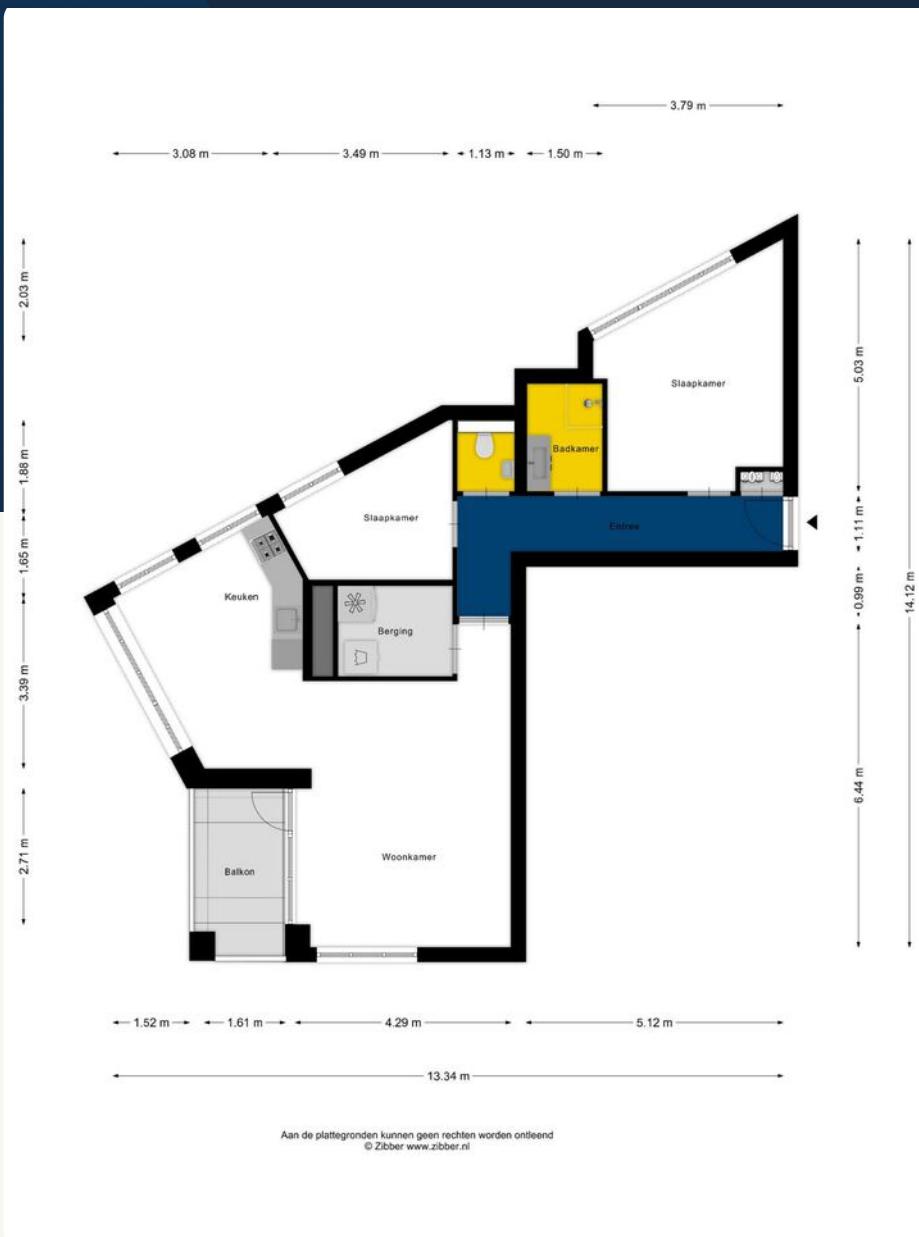 3.79 m
3.08 m
3.49 m
1.13 m
1.50 m
2.03 m
5.03 m
Slaapkamer
1.88 m
Badkamer
1.11 m
Slaapkamer
Entree
1.65 m
14.12 m
0.99 m
Keuken
Berging
3.39 m
6.44 m
2.71 m
Woonkamer
Balkon
1.52 m
1.61 m
4.29 m
5.12 m
13.34 m
Aan de plattegronden kunnen geen rechten worden ontleend
© Zibber www.zibber.nl